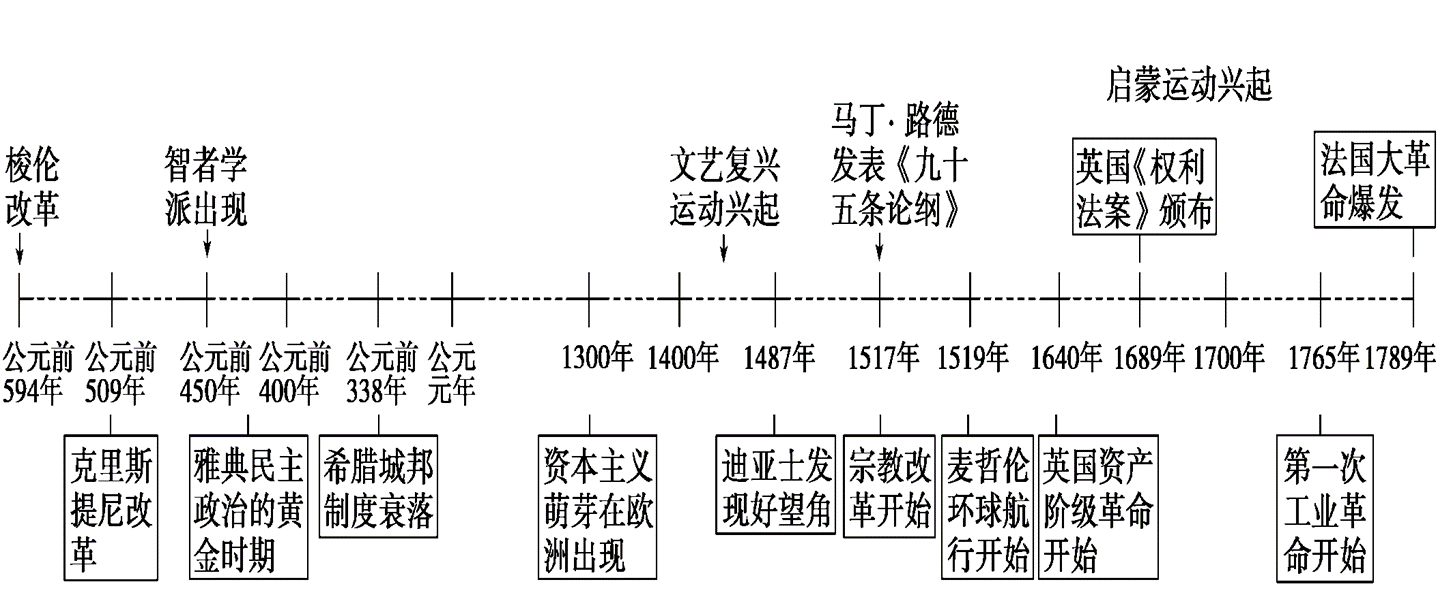 启蒙运动兴起
梭伦
改革
智者学
派出现
文艺复兴
运动兴起
马丁·路德
发表《九十
五条论纲》
英国《权利
法案》颁布
法国大革
命爆发
公元前
594年
公元前
509年
公元前
450年
公元前
400年
公元前
338年
公元
元年
1300年
1400年
1487年
1517年
1519年
1640年
1689年
1700年
1765年
1789年
克里斯
提尼改
革
雅典民主
政治的黄
金时期
希腊城邦
制度衰落
资本主义
萌芽在欧
洲出现
迪亚士发
现好望角
宗教改
革开始
麦哲伦
环球航
行开始
英国资产
阶级革命
开始
第一次
工业革
命开始